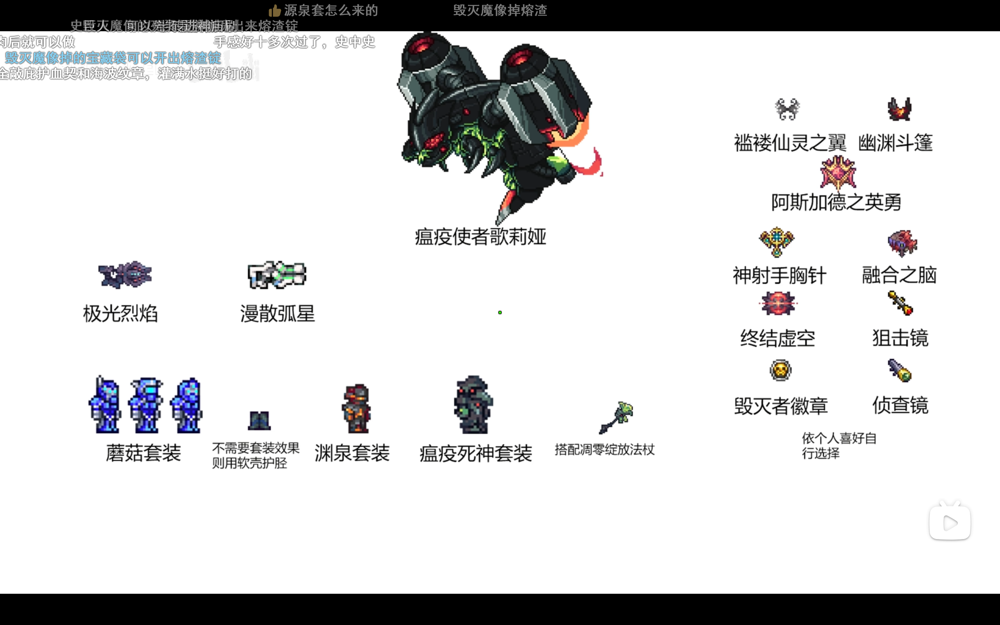 源泉套怎么来的
毁灭魔像掉熔渣
肉后就可以做
手感好十多次过了，史中史
毁灭魔像掉的宝藏袋可以开出熔渣锭
全敲庇护血契和海波纹章，灌满水挺好打的
褴褛仙灵之翼
幽渊斗篷
阿斯加德之英勇
瘟疫使者歌莉娅
神射手胸针
融合之脑
极光烈焰
漫散弧星
终结虚空
狙击镜
毁灭者徽章
侦查镜
蘑菇套装
不需要套装效果
则用软壳护胫
渊泉套装
瘟疫死神套装
搭配凋零绽放法杖
依个人喜好自
行选择